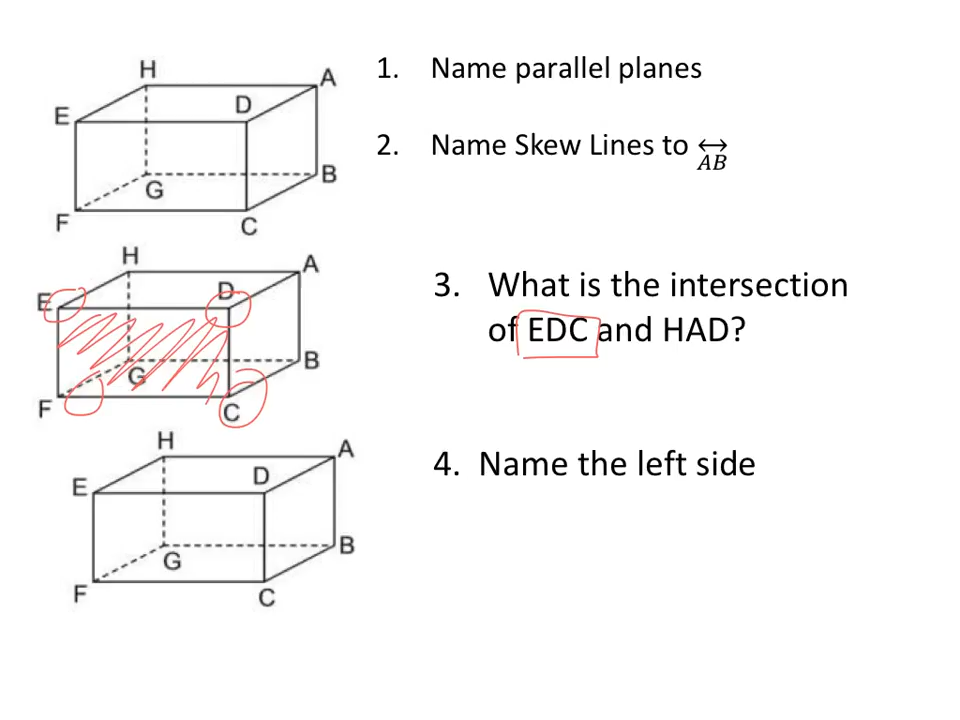 H
A
D
E
G
B
F
C
1. Name parallel planes
2. Name Skew Lines to ↔
AB
H
A
D
E
G
B
F
C
3. What is the intersection
of EDC and HAD?
H
A
D
E
G
B
F
C
4. Name the left side